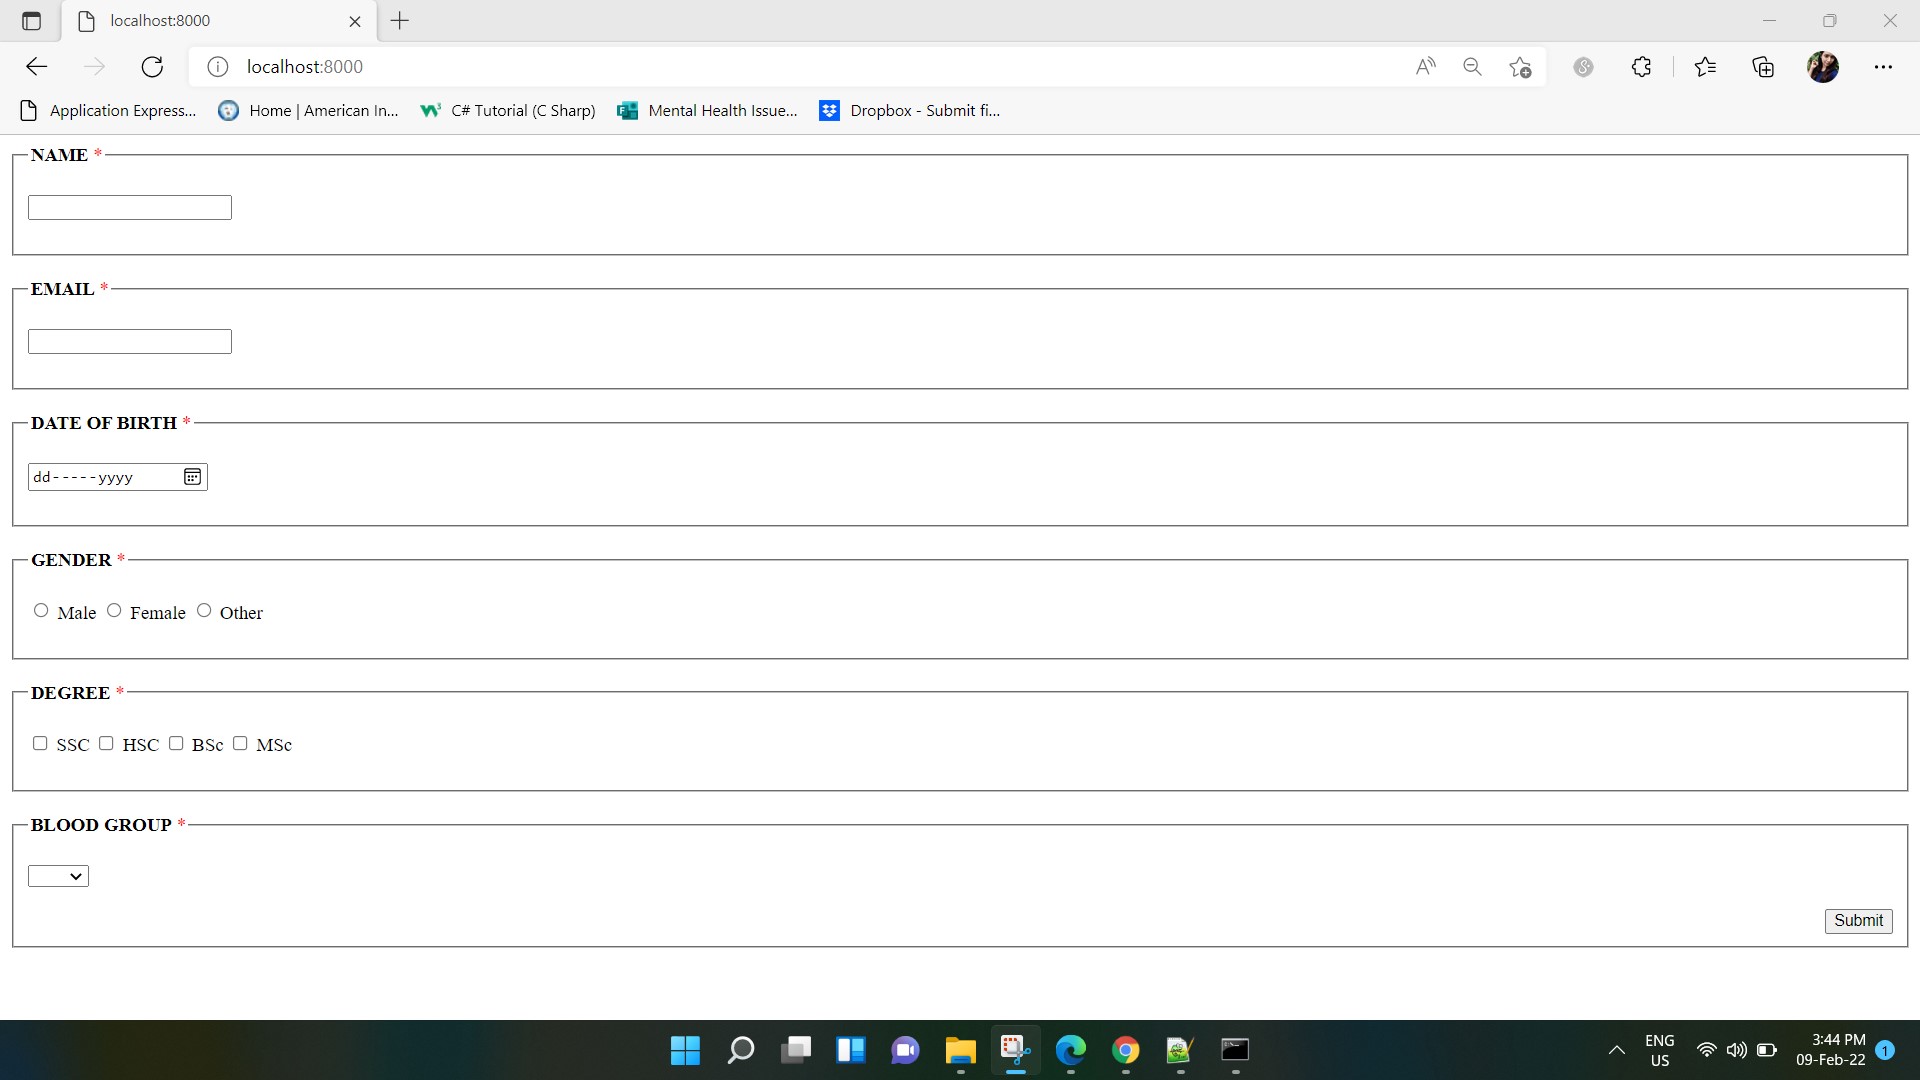 localhost:8000
localhost:8000
Application Express... Home | American In... C# Tutorial (C Sharp) Mental Health Issue... Dropbox - Submit fi...
NAME *
EMAIL *
DATE OF BIRTH *
dd-----yyyy
GENDER *
Male Female Other
DEGREE *
SSC HSC BSc MSc
BLOOD GROUP *
Submit
ENG
US
3:44 PM
09-Feb-22
1